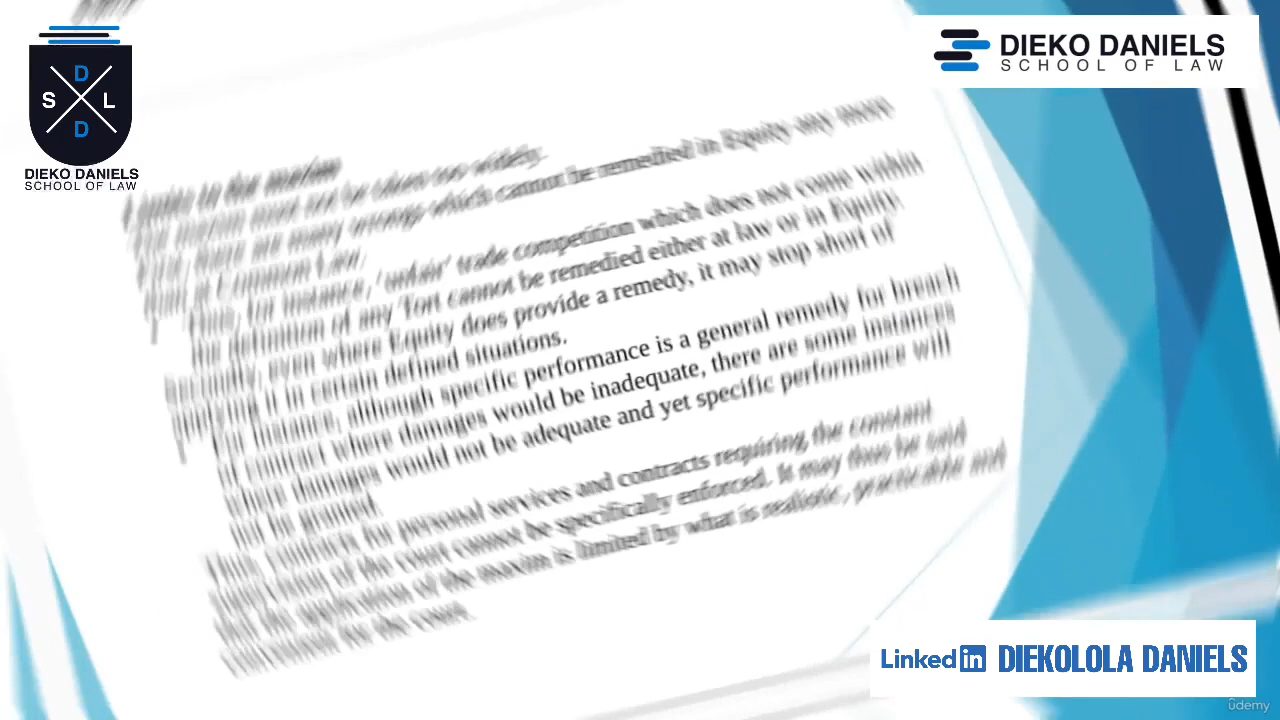 D
S L
D
DIEKO DANIELS
SCHOOL OF LAW
DIEKO DANIELS
SCHOOL OF LAW
Limits to the maxim
This maxim must not be taken too widely.
There are many wrongs which cannot be remedied in Equity any more
than at Common Law.
Thus, for instance, 'unfair' trade competition which does not come within
the definition of any Tort cannot be remedied either at law or in Equity.
Secondly, even where Equity does provide a remedy, it may stop short of
applying it in certain defined situations.
For instance, although specific performance is a general remedy for breach
of contract where damages would be inadequate, there are some instances
where damages would not be adequate and yet specific performance will
not be granted.
Thus, contracts for personal services and contracts requiring the constant
supervision of the court cannot be specifically enforced. It may thus be said
that the application of the maxim is limited by what is realistic, practicable and
convenient for the court.
Linked in DIEKOLOLA DANIELS
ûdemy